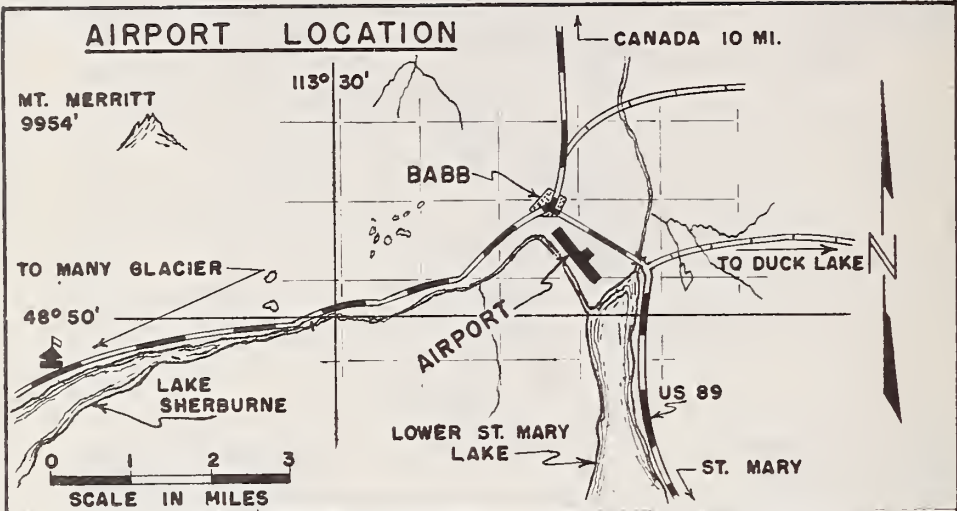 AIRPORT LOCATION
CANADA 10 MI.
113° 30'
MT. MERRITT
9954'
BABB
TO MANY GLACIER
TO DUCK LAKE
N
48° 50'
AIRPORT
LAKE
SHERBURNE
US 89
LOWER ST. MARY
LAKE
ST. MARY
0 1 2 3
SCALE IN MILES